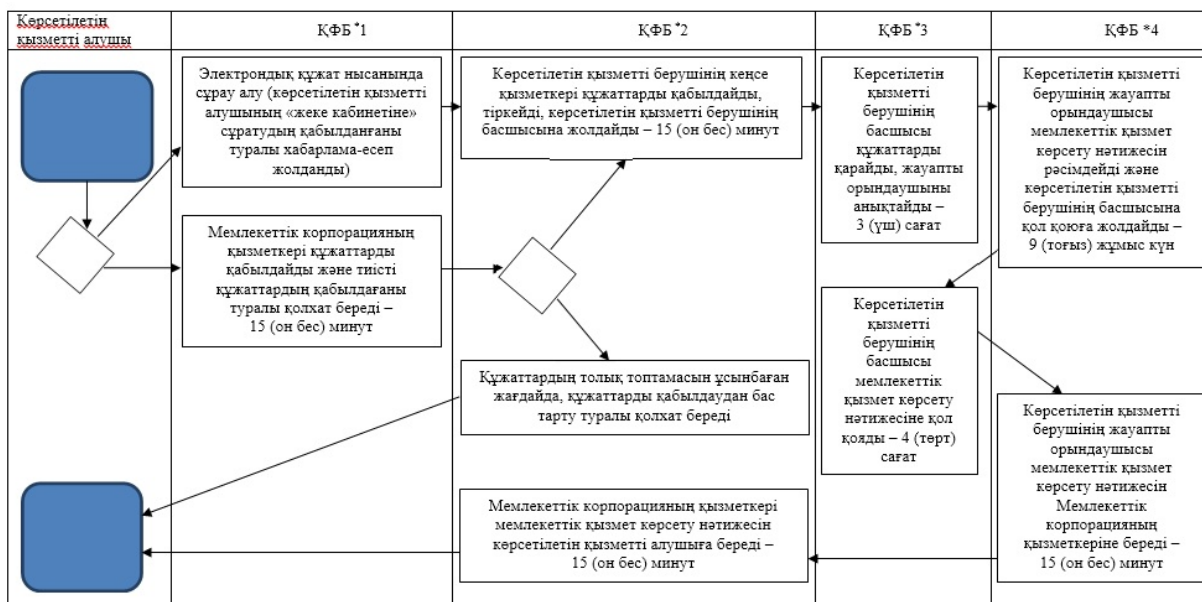 Көрсетілетін
қызметті алушы
ҚФБ *1
ҚФБ *2
ҚФБ *3
ҚФБ *4
Электрондық құжат нысанында
сұрау алу (көрсетілетін қызметті
алушының «жеке кабинетіне»
сұратудың қабылданғаны
туралы хабарлама-есеп
жолданды)
Көрсетілетін қызметті берушінің кеңсе
қызметкері құжаттарды қабылдайды,
тіркейді, көрсетілетін қызметті берушінің
басшысына жолдайды – 15 (он бес) минут
Көрсетілетін
қызметті
берушінің
басшысы
құжаттарды
қарайды, жауапты
орындаушыны
анықтайды –
3 (үш) сағат
Көрсетілетін қызметті
берушінің жауапты
орындаушысы
мемлекеттік қызмет
көрсету нәтижесін
рәсімдейді және
көрсетілетін қызметті
берушінің басшысына
қол қоюға жолдайды –
9 (тоғыз) жұмыс күн
Мемлекеттік корпорацияның
қызметкері құжаттарды
қабылдайды және тиісті
құжаттардың қабылдағаны
туралы қолхат береді –
15 (он бес) минут
Құжаттардың толық топтамасын ұсынбаған
жағдайда, құжаттарды қабылдаудан бас
тарту туралы қолхат береді
Көрсетілетін
қызметті
берушінің
басшысы
мемлекеттік
қызмет көрсету
нәтижесіне қол
қояды – 4 (төрт)
сағат
Көрсетілетін қызметті
берушінің жауапты
орындаушысы
мемлекеттік қызмет
көрсету нәтижесін
Мемлекеттік
корпорацияның
қызметкеріне береді –
15 (он бес) минут
Мемлекеттік корпорацияның қызметкері
мемлекеттік қызмет көрсету нәтижесін
көрсетілетін қызметті алушыға береді –
15 (он бес) минут